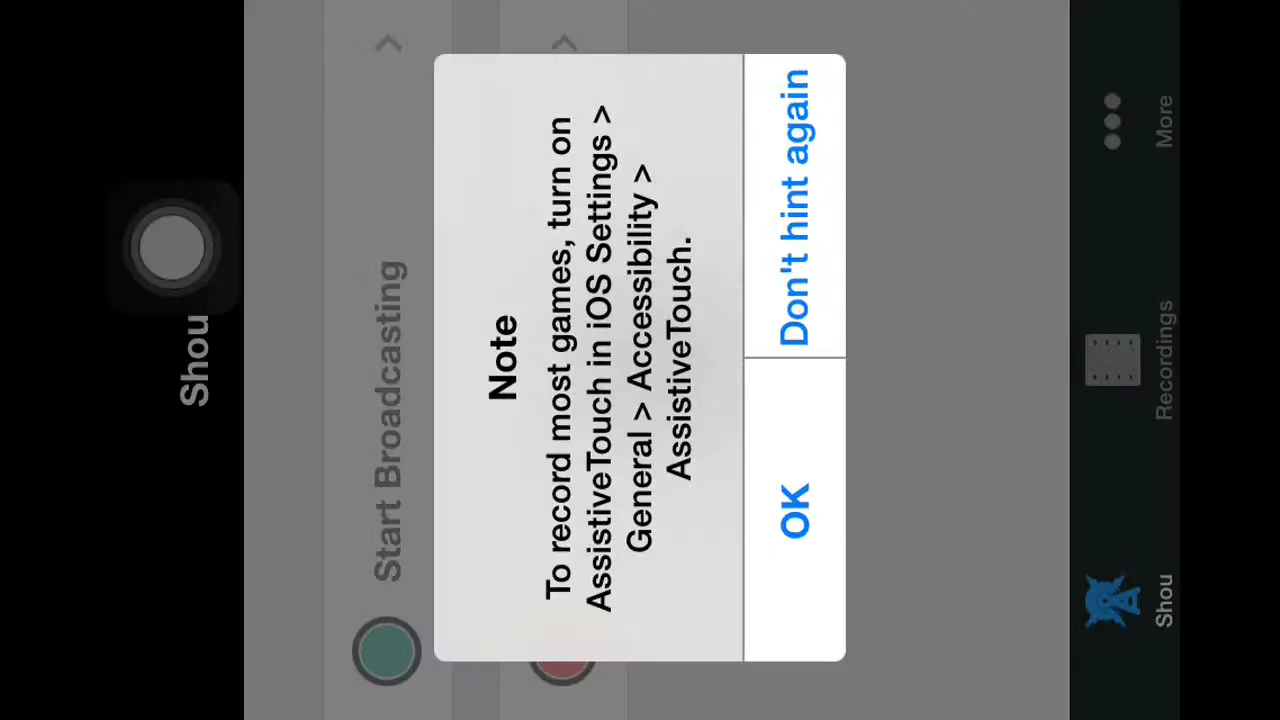 Shou
Start Broadcasting
Note
To record most games, turn on
AssistiveTouch in iOS Settings >
General > Accessibility >
AssistiveTouch.
OK
Don't hint again
Shou
Recordings
More